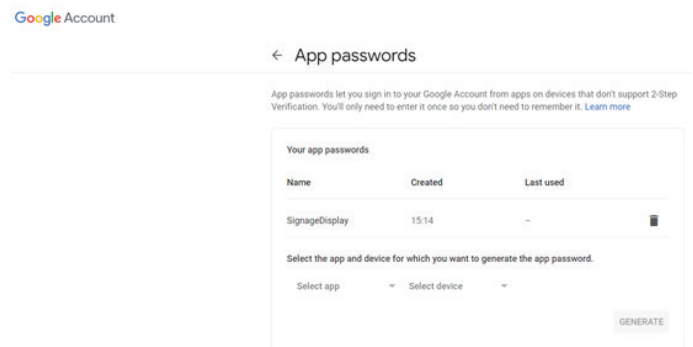 Google Account
← App passwords
App passwords let you sign in to your Google Account from apps on devices that don't support 2-Step
Verification. You'll only need to enter it once so you don't need to remember it. Learn more
Your app passwords
Name Created Last used
SignageDisplay 15:14 –
Select the app and device for which you want to generate the app password.
Select app Select device
GENERATE